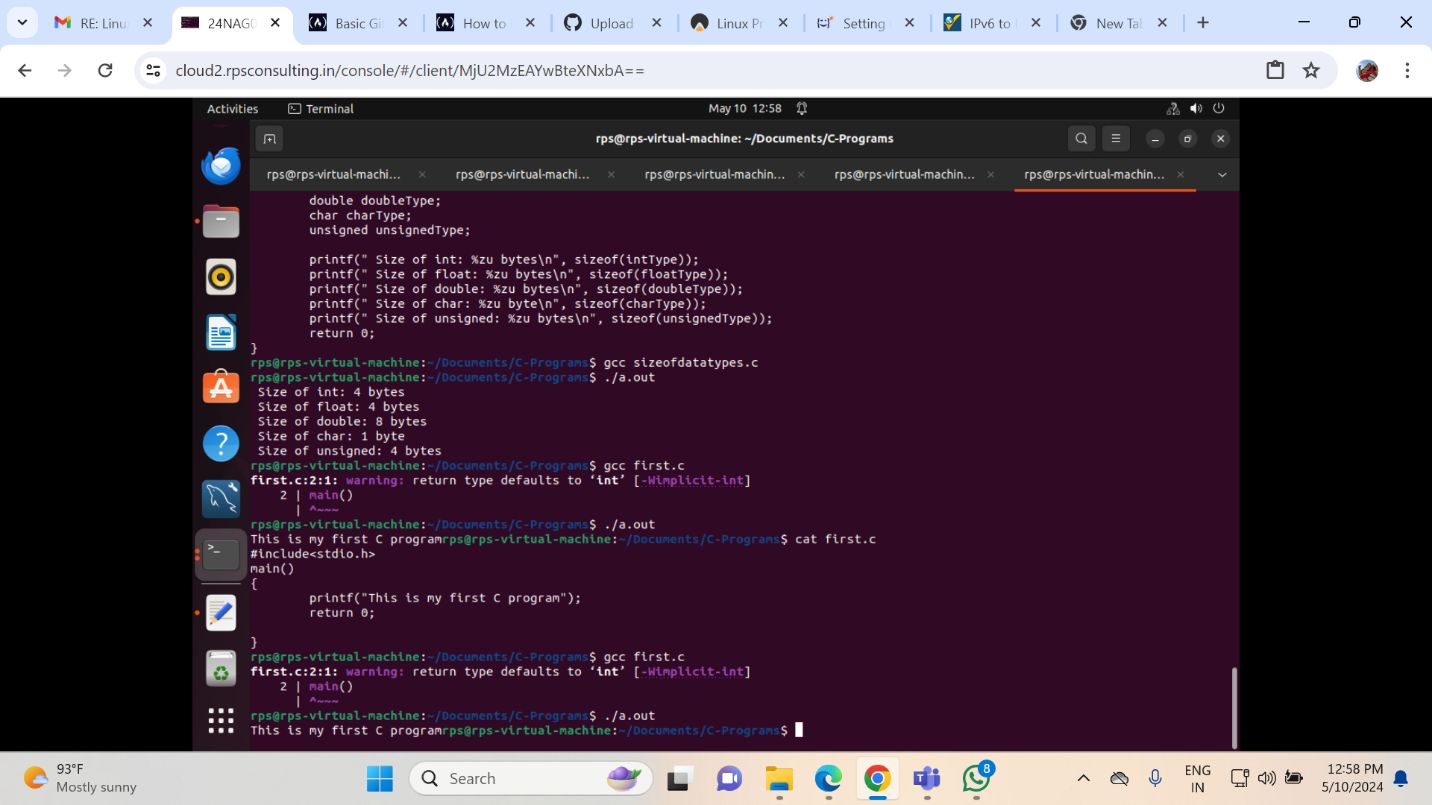 RE: Linu
24NAG
Basic Gi
How to
Upload
Linux Pr
Setting
IPv6 to
New Tab
cloud2.rpsconsulting.in/console/#/client/MjU2MzEAYwBteXNxbA==
Activities
Terminal
May 10 12:58
rps@rps-virtual-machine: ~/Documents/C-Programs
rps@rps-virtual-machi...
rps@rps-virtual-machi...
rps@rps-virtual-machin...
rps@rps-virtual-machin...
rps@rps-virtual-machin...
double doubleType;
char charType;
unsigned unsignedType;
printf(" Size of int: %zu bytes\n", sizeof(intType));
printf(" Size of float: %zu bytes\n", sizeof(floatType));
printf(" Size of double: %zu bytes\n", sizeof(doubleType));
printf(" Size of char: %zu byte\n", sizeof(charType));
printf(" Size of unsigned: %zu bytes\n", sizeof(unsignedType));
return 0;
}
rps@rps-virtual-machine:~/Documents/C-Programs$ gcc sizeofdatatypes.c
rps@rps-virtual-machine:~/Documents/C-Programs$ ./a.out
Size of int: 4 bytes
Size of float: 4 bytes
Size of double: 8 bytes
Size of char: 1 byte
Size of unsigned: 4 bytes
rps@rps-virtual-machine:~/Documents/C-Programs$ gcc first.c
first.c:2:1: warning: return type defaults to ‘int’ [-Wimplicit-int]
2 | main()
| ^~~~
rps@rps-virtual-machine:~/Documents/C-Programs$ ./a.out
This is my first C programrps@rps-virtual-machine:~/Documents/C-Programs$ cat first.c
#include<stdio.h>
main()
{
printf("This is my first C program");
return 0;
}
rps@rps-virtual-machine:~/Documents/C-Programs$ gcc first.c
first.c:2:1: warning: return type defaults to ‘int’ [-Wimplicit-int]
2 | main()
| ^~~~
rps@rps-virtual-machine:~/Documents/C-Programs$ ./a.out
This is my first C programrps@rps-virtual-machine:~/Documents/C-Programs$
93°F
Mostly sunny
Search
8
ENG
IN
12:58 PM
5/10/2024